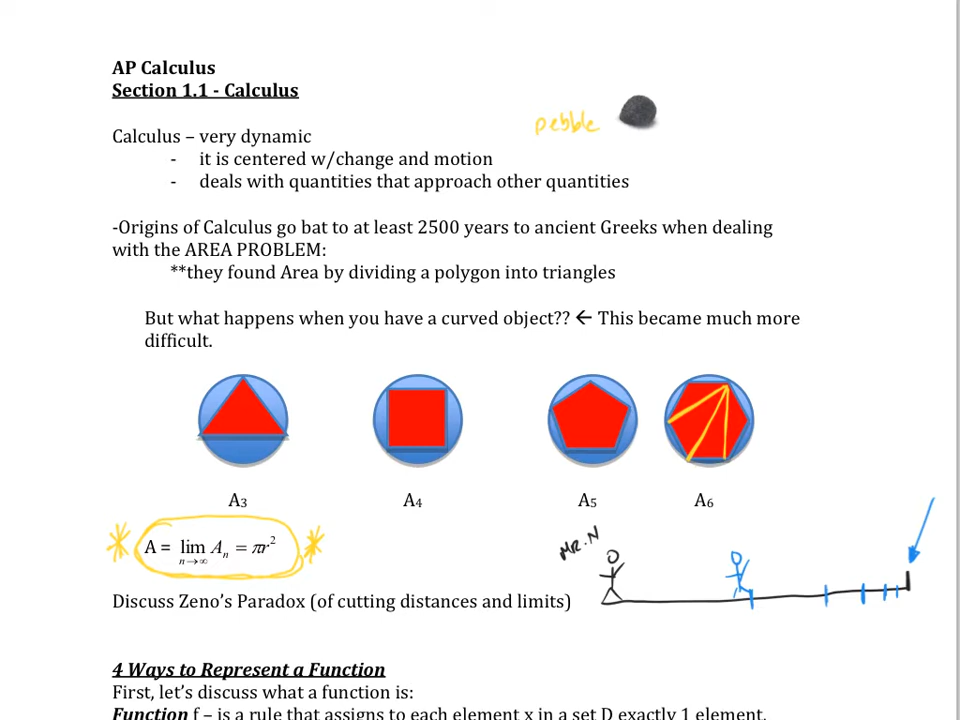 AP Calculus
Section 1.1 - Calculus
pebble
Calculus – very dynamic
- it is centered w/change and motion
- deals with quantities that approach other quantities
-Origins of Calculus go bat to at least 2500 years to ancient Greeks when dealing
with the AREA PROBLEM:
**they found Area by dividing a polygon into triangles
But what happens when you have a curved object?? ← This became much more
difficult.
A3 A4 A5 A6
A = lim n→∞ An = πr²
MR. N
Discuss Zeno's Paradox (of cutting distances and limits)
4 Ways to Represent a Function
First, let's discuss what a function is:
Function f – is a rule that assigns to each element x in a set D exactly 1 element,